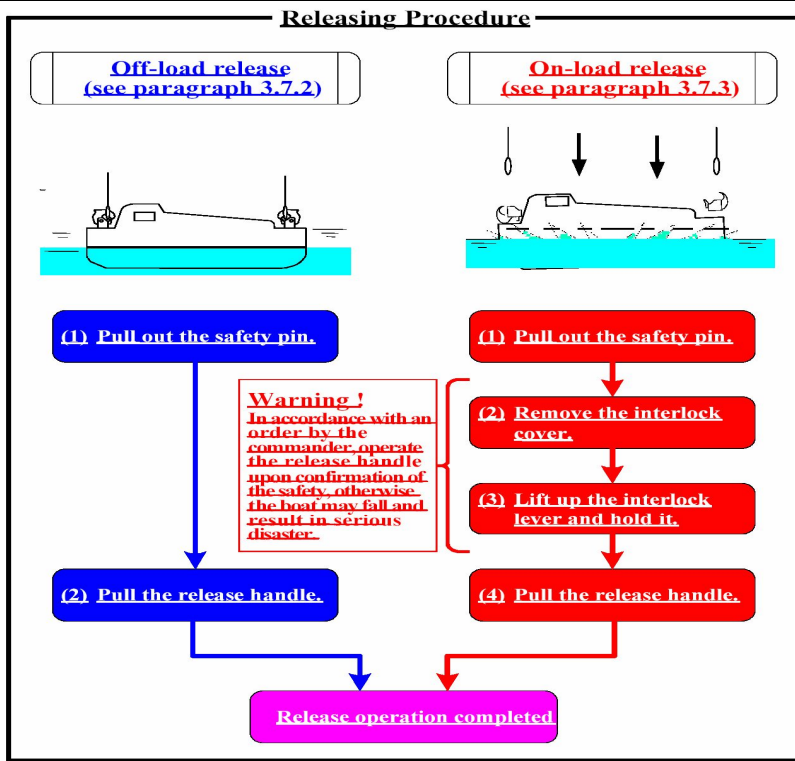 Releasing Procedure
Off-load release
(see paragraph 3.7.2)
On-load release
(see paragraph 3.7.3)
(1) Pull out the safety pin.
(2) Pull the release handle.
(1) Pull out the safety pin.
Warning !
In accordance with an
order by the
commander, operate
the release handle
upon confirmation of
the safety, otherwise
the boat may fall and
result in serious
disaster.
(2) Remove the interlock
cover.
(3) Lift up the interlock
lever and hold it.
(4) Pull the release handle.
Release operation completed